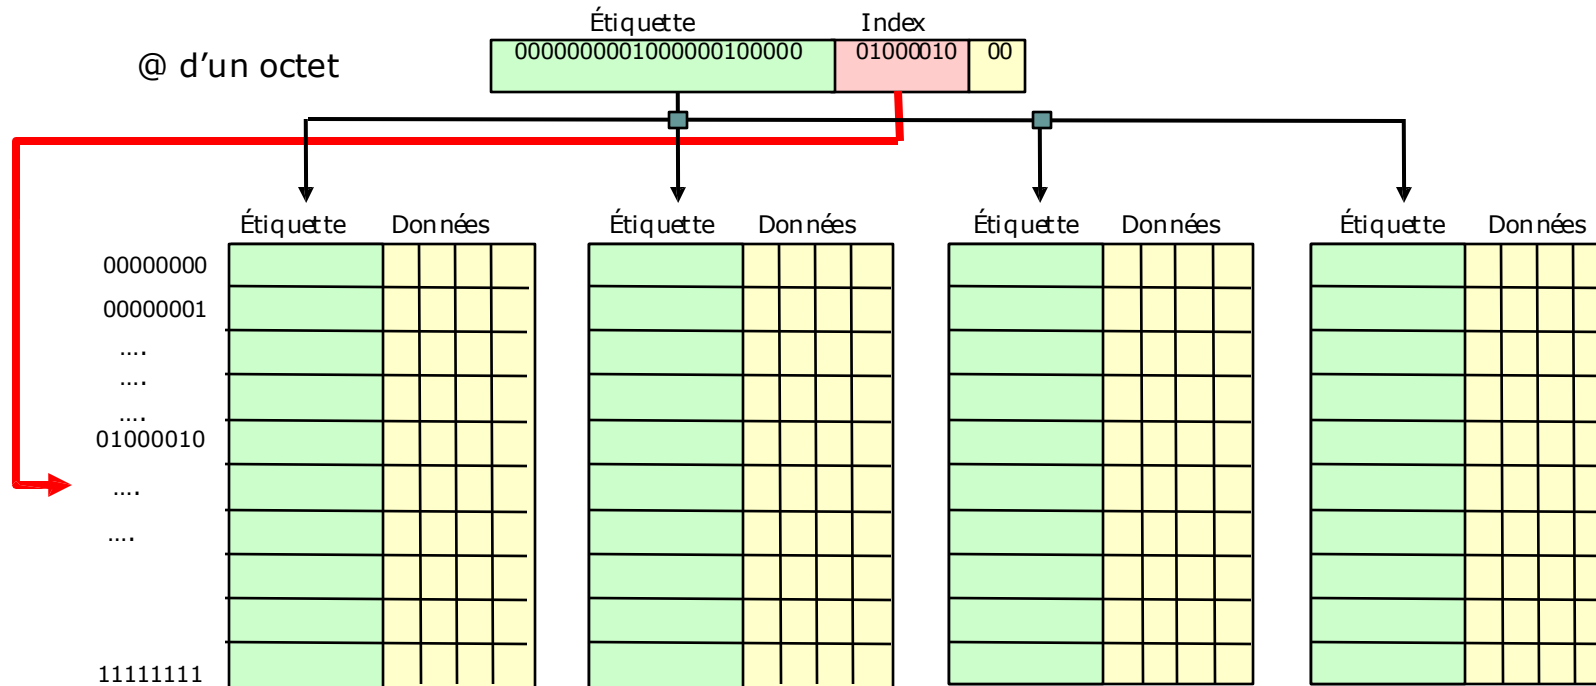 Étiquette Index
0000000001000000100000 01000010 00
@ d'un octet
Étiquette Données Étiquette Données Étiquette Données Étiquette Données
00000000
00000001
....
....
....
01000010
....
....
11111111